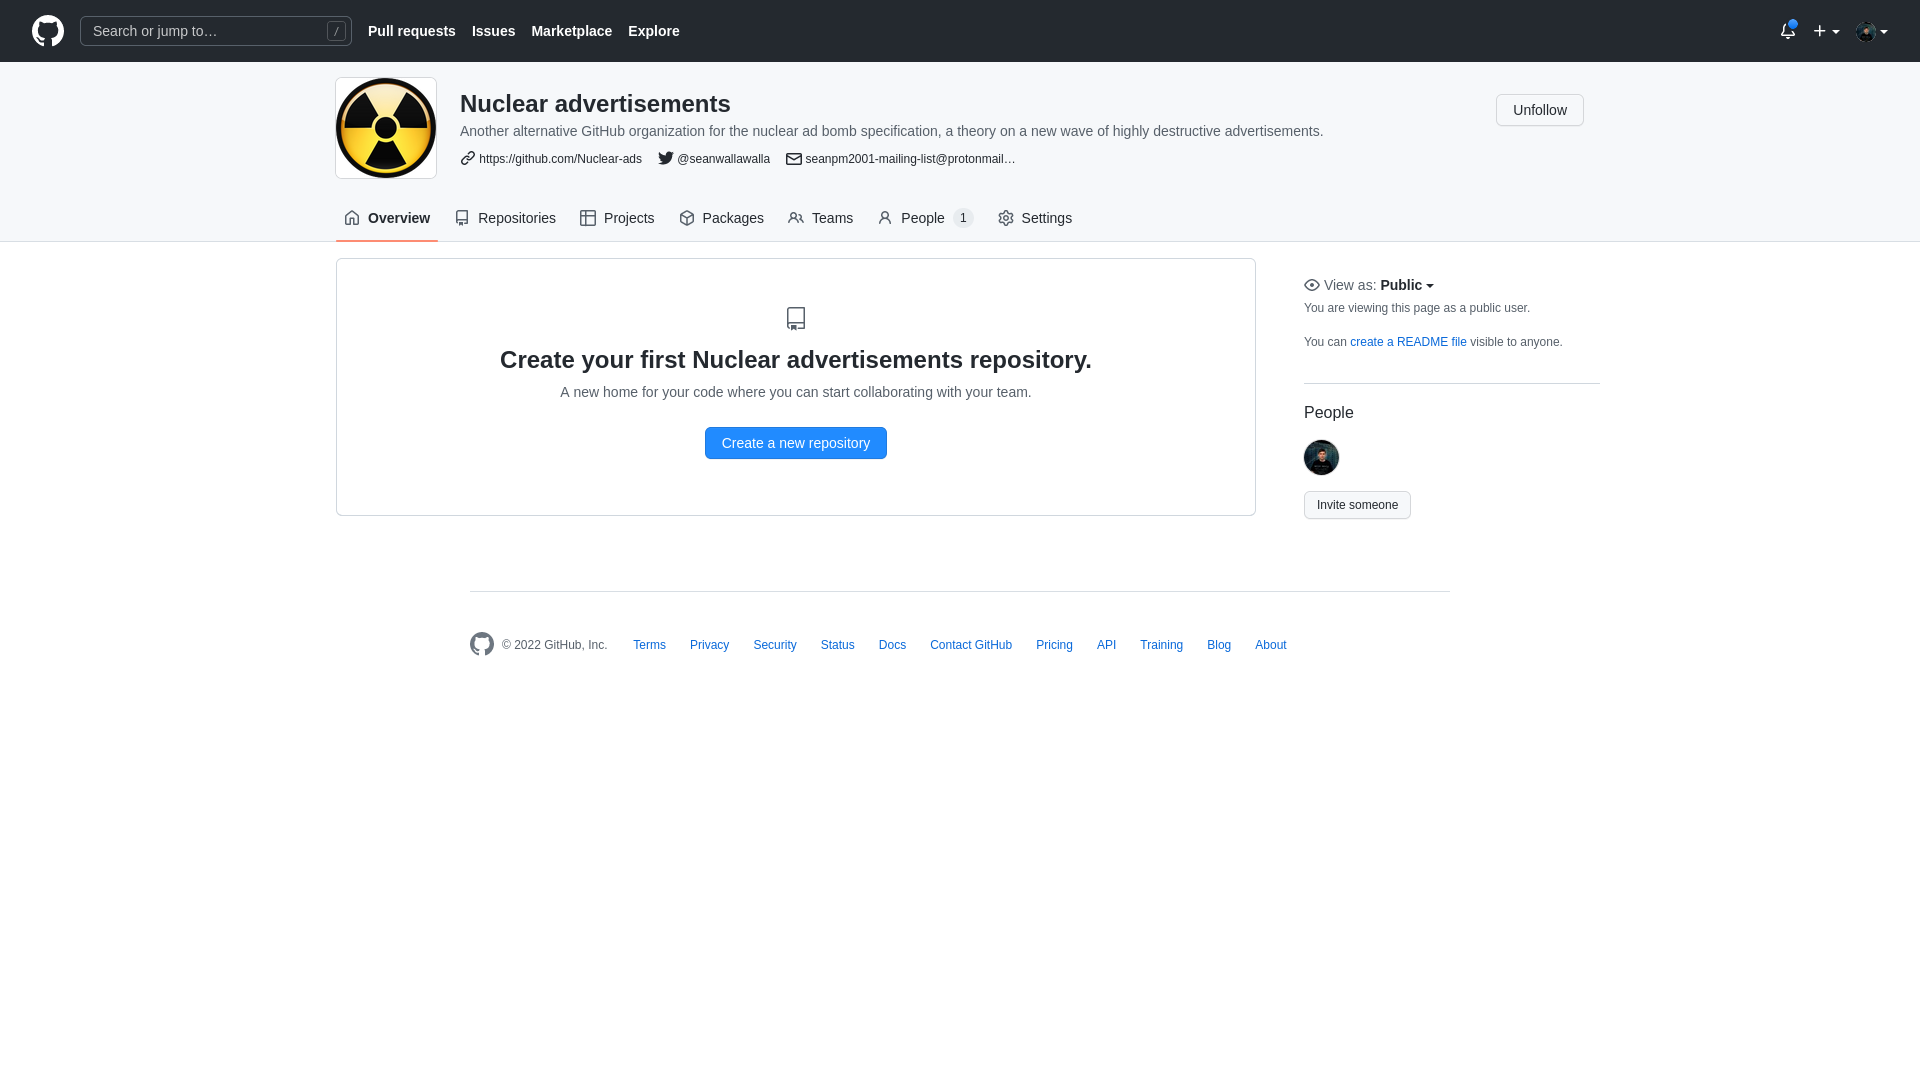 Search or jump to…
/
Pull requests
Issues
Marketplace
Explore
Nuclear advertisements
Another alternative GitHub organization for the nuclear ad bomb specification, a theory on a new wave of highly destructive advertisements.
https://github.com/Nuclear-ads
@seanwallawalla
seanpm2001-mailing-list@protonmail…
Unfollow
Overview
Repositories
Projects
Packages
Teams
People 1
Settings
Create your first Nuclear advertisements repository.
A new home for your code where you can start collaborating with your team.
Create a new repository
View as: Public
You are viewing this page as a public user.
You can create a README file visible to anyone.
People
Invite someone
© 2022 GitHub, Inc.
Terms
Privacy
Security
Status
Docs
Contact GitHub
Pricing
API
Training
Blog
About